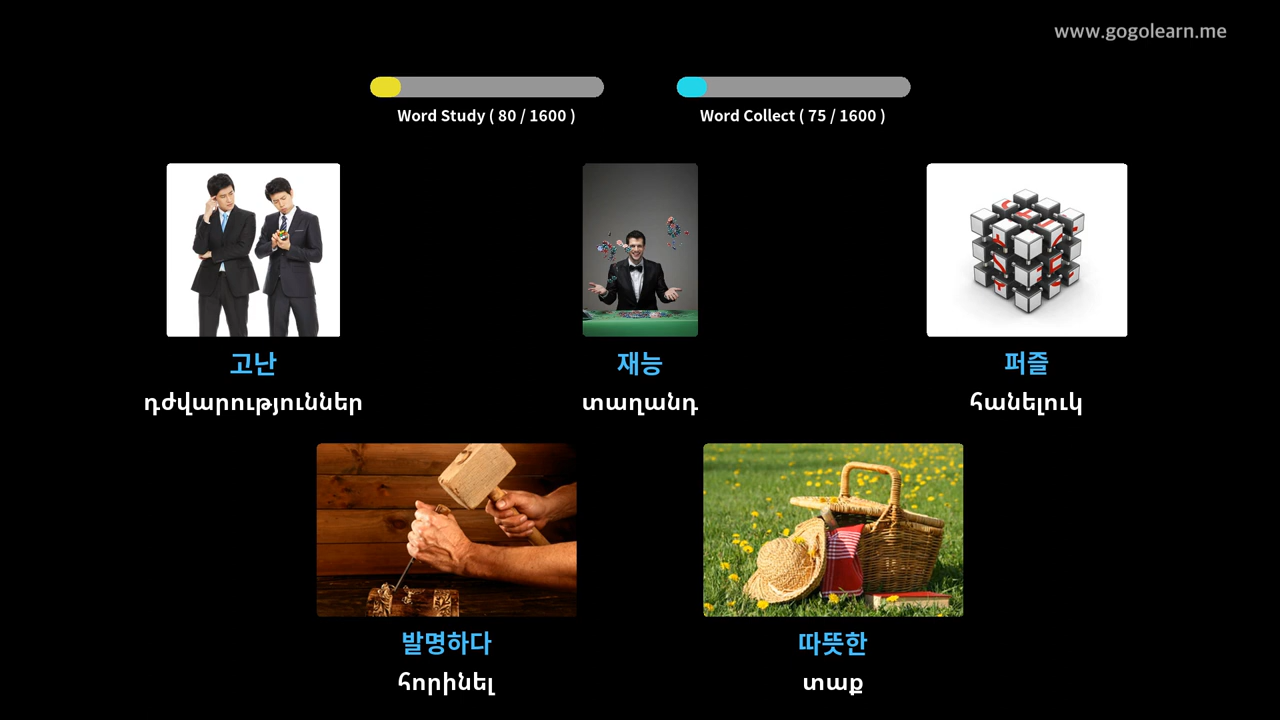 www.gogolearn.me
Word Study ( 80 / 1600 )
Word Collect ( 75 / 1600 )
고난
դժվարություններ
재능
տաղանդ
퍼즐
հանելուկ
발명하다
հորինել
따뜻한
տաք